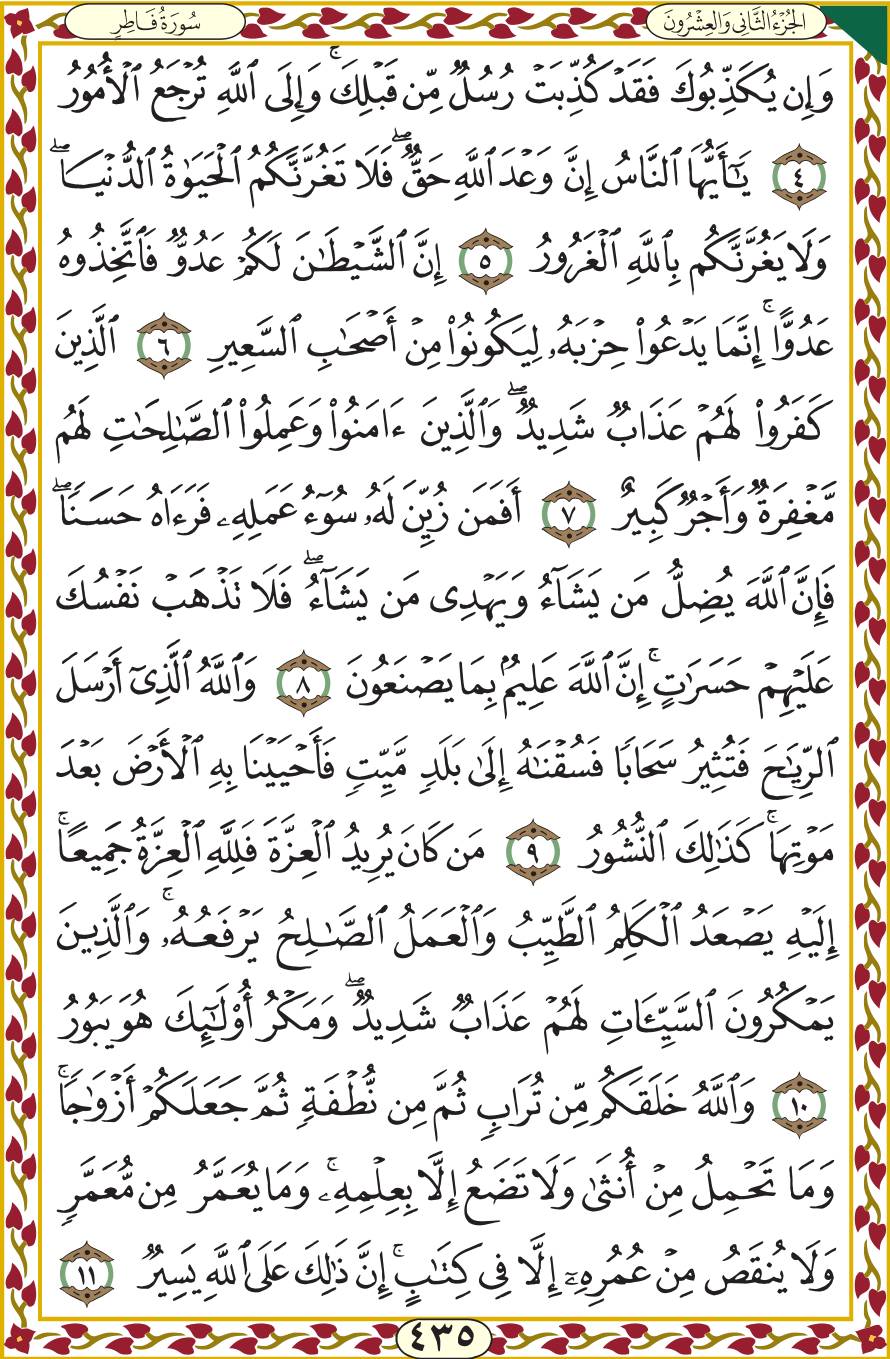 الجُزْءُ الثَّانِي وَالعِشْرُونَ
سُورَةُ فَاطِرٍ
وَإِن يُكَذِّبُوكَ فَقَدْ كُذِّبَتْ رُسُلٌ مِّن قَبْلِكَ ۚ وَإِلَى ٱللَّهِ تُرْجَعُ ٱلْأُمُورُ
٤ يَـٰٓأَيُّهَا ٱلنَّاسُ إِنَّ وَعْدَ ٱللَّهِ حَقٌّ ۖ فَلَا تَغُرَّنَّكُمُ ٱلْحَيَوٰةُ ٱلدُّنْيَا ۖ
وَلَا يَغُرَّنَّكُم بِٱللَّهِ ٱلْغَرُورُ ٥ إِنَّ ٱلشَّيْطَـٰنَ لَكُمْ عَدُوٌّ فَٱتَّخِذُوهُ
عَدُوًّا ۚ إِنَّمَا يَدْعُوا۟ حِزْبَهُۥ لِيَكُونُوا۟ مِنْ أَصْحَـٰبِ ٱلسَّعِيرِ ٦ ٱلَّذِينَ
كَفَرُوا۟ لَهُمْ عَذَابٌ شَدِيدٌ ۖ وَٱلَّذِينَ ءَامَنُوا۟ وَعَمِلُوا۟ ٱلصَّـٰلِحَـٰتِ لَهُم
مَّغْفِرَةٌ وَأَجْرٌ كَبِيرٌ ٧ أَفَمَن زُيِّنَ لَهُۥ سُوٓءُ عَمَلِهِۦ فَرَءَاهُ حَسَنًا ۖ
فَإِنَّ ٱللَّهَ يُضِلُّ مَن يَشَآءُ وَيَهْدِى مَن يَشَآءُ ۖ فَلَا تَذْهَبْ نَفْسُكَ
عَلَيْهِمْ حَسَرَٰتٍ ۚ إِنَّ ٱللَّهَ عَلِيمٌۢ بِمَا يَصْنَعُونَ ٨ وَٱللَّهُ ٱلَّذِىٓ أَرْسَلَ
ٱلرِّيَـٰحَ فَتُثِيرُ سَحَابًا فَسُقْنَـٰهُ إِلَىٰ بَلَدٍ مَّيِّتٍ فَأَحْيَيْنَا بِهِ ٱلْأَرْضَ بَعْدَ
مَوْتِهَا ۚ كَذَٰلِكَ ٱلنُّشُورُ ٩ مَن كَانَ يُرِيدُ ٱلْعِزَّةَ فَلِلَّهِ ٱلْعِزَّةُ جَمِيعًا ۚ
إِلَيْهِ يَصْعَدُ ٱلْكَلِمُ ٱلطَّيِّبُ وَٱلْعَمَلُ ٱلصَّـٰلِحُ يَرْفَعُهُۥ ۚ وَٱلَّذِينَ
يَمْكُرُونَ ٱلسَّيِّـَٔاتِ لَهُمْ عَذَابٌ شَدِيدٌ ۖ وَمَكْرُ أُو۟لَـٰٓئِكَ هُوَ يَبُورُ
١٠ وَٱللَّهُ خَلَقَكُم مِّن تُرَابٍ ثُمَّ مِن نُّطْفَةٍ ثُمَّ جَعَلَكُمْ أَزْوَٰجًا ۚ
وَمَا تَحْمِلُ مِنْ أُنثَىٰ وَلَا تَضَعُ إِلَّا بِعِلْمِهِۦ ۚ وَمَا يُعَمَّرُ مِن مُّعَمَّرٍ
وَلَا يُنقَصُ مِنْ عُمُرِهِۦٓ إِلَّا فِى كِتَـٰبٍ ۚ إِنَّ ذَٰلِكَ عَلَى ٱللَّهِ يَسِيرٌ ١١
٤٣٥